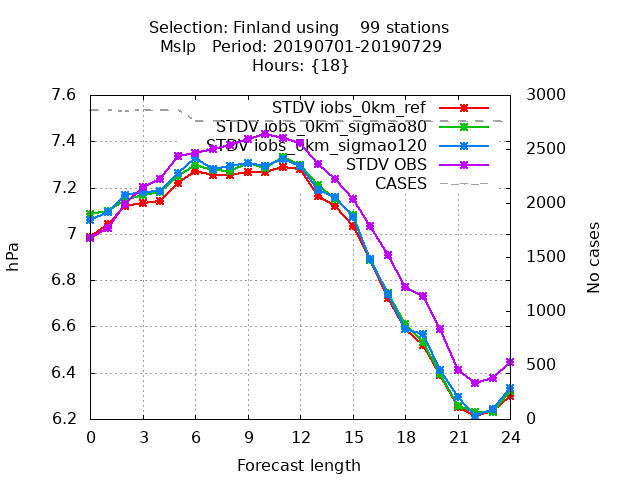 Selection: Finland using    99 stations
Mslp   Period: 20190701-20190729
Hours: {18}
7.6
7.4
7.2
7
6.8
6.6
6.4
6.2
hPa
STDV iobs_0km_ref
STDV iobs_0km_sigmao80
STDV iobs_0km_sigmao120
STDV OBS
CASES
3000
2500
2000
1500
1000
500
0
No cases
0 3 6 9 12 15 18 21 24
Forecast length